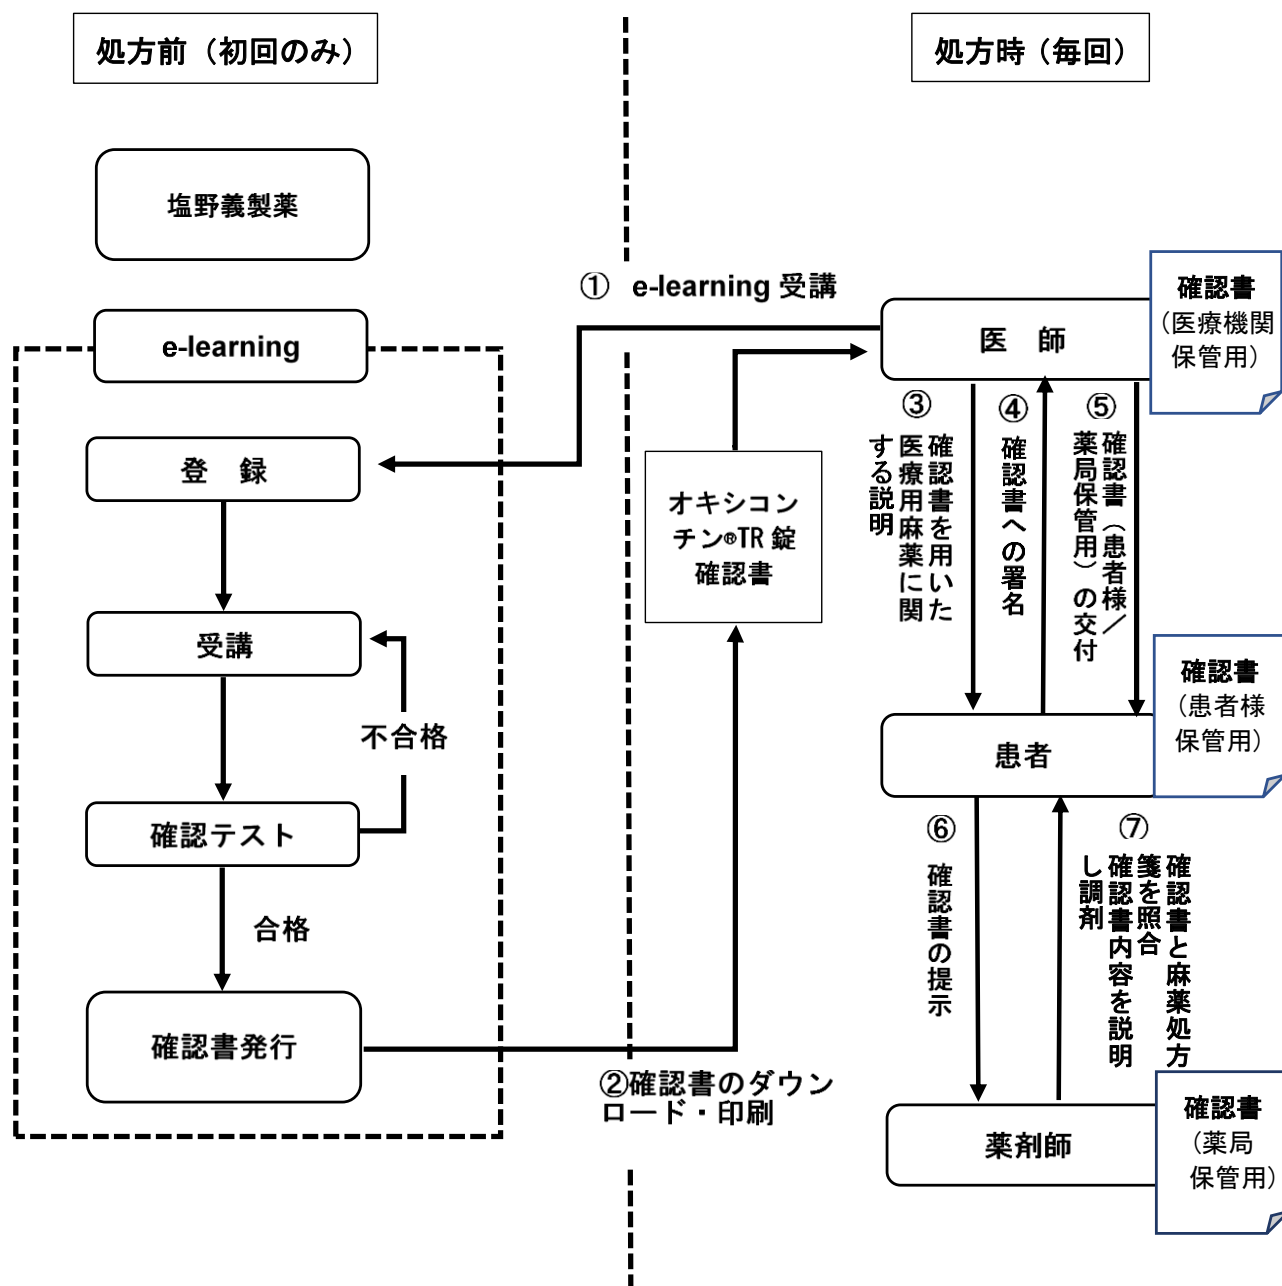 処方前（初回のみ）
処方時（毎回）
塩野義製薬
e-learning
登　録
受講
不合格
確認テスト
合格
確認書発行
① e-learning 受講
②確認書のダウン
ロード・印刷
オキシコン
チン®TR 錠
確認書
医　師
確認書
（医療機関
保管用）
③
確認書を用いた
医療用麻薬に関
する説明
④
確認書への署名
⑤
確認書（患者様／
薬局保管用）の交付
患者
確認書
（患者様
保管用）
⑥
確認書の提示
⑦
確認書と麻薬処方
箋を照合
確認書内容を説明
し調剤
薬剤師
確認書
（薬局
保管用）